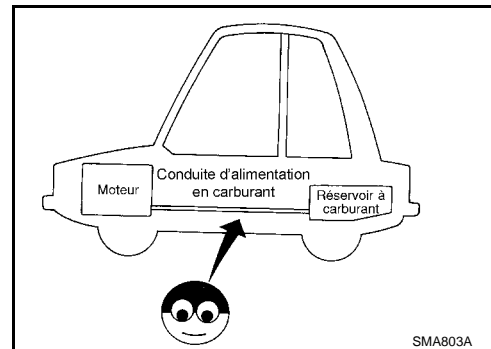 Conduite d'alimentation
en carburant
Moteur
Réservoir à
carburant
SMA803A